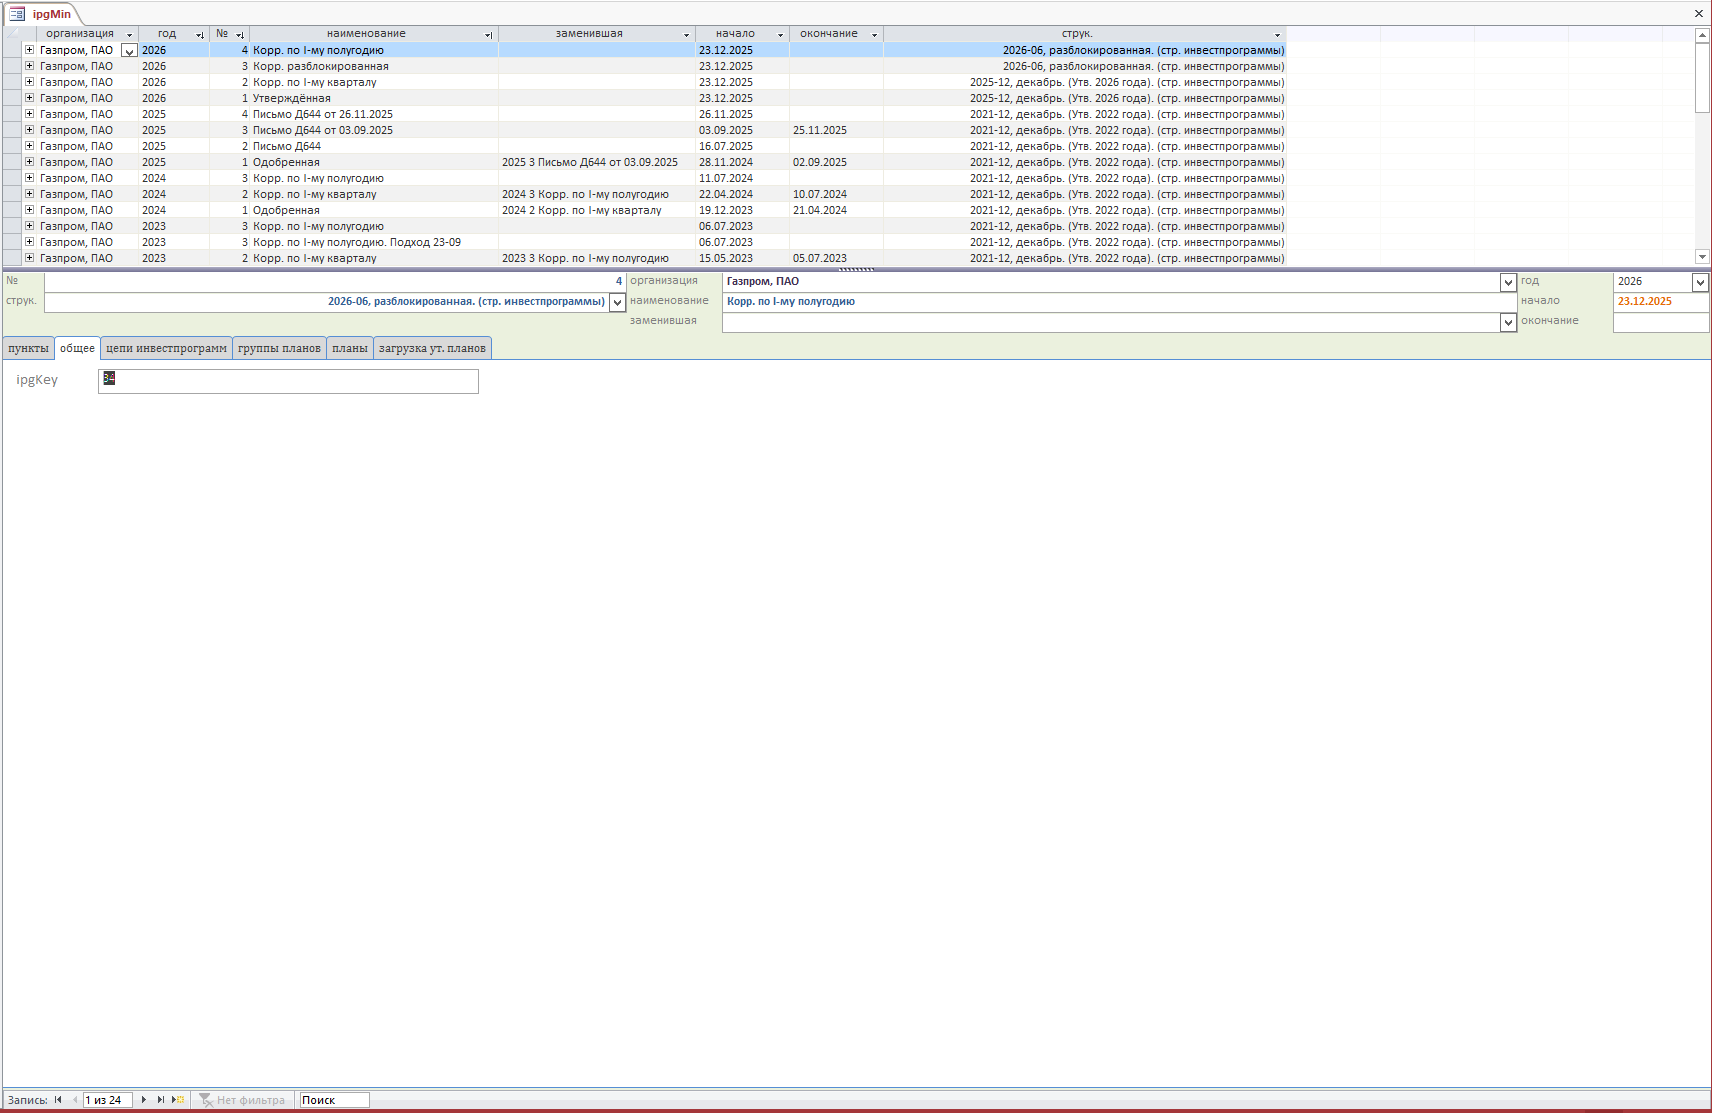 ipgMin
организация год № наименование заменившая начало окончание струк.
Газпром, ПАО 2026 4 Корр. по I-му полугодию 23.12.2025 2026-06, разблокированная. (стр. инвестпрограммы)
Газпром, ПАО 2026 3 Корр. разблокированная 23.12.2025 2026-06, разблокированная. (стр. инвестпрограммы)
Газпром, ПАО 2026 2 Корр. по I-му кварталу 23.12.2025 2025-12, декабрь. (Утв. 2026 года). (стр. инвестпрограммы)
Газпром, ПАО 2026 1 Утверждённая 23.12.2025 2025-12, декабрь. (Утв. 2026 года). (стр. инвестпрограммы)
Газпром, ПАО 2025 4 Письмо Д644 от 26.11.2025 26.11.2025 2021-12, декабрь. (Утв. 2022 года). (стр. инвестпрограммы)
Газпром, ПАО 2025 3 Письмо Д644 от 03.09.2025 03.09.2025 25.11.2025 2021-12, декабрь. (Утв. 2022 года). (стр. инвестпрограммы)
Газпром, ПАО 2025 2 Письмо Д644 16.07.2025 2021-12, декабрь. (Утв. 2022 года). (стр. инвестпрограммы)
Газпром, ПАО 2025 1 Одобренная 2025 3 Письмо Д644 от 03.09.2025 28.11.2024 02.09.2025 2021-12, декабрь. (Утв. 2022 года). (стр. инвестпрограммы)
Газпром, ПАО 2024 3 Корр. по I-му полугодию 11.07.2024 2021-12, декабрь. (Утв. 2022 года). (стр. инвестпрограммы)
Газпром, ПАО 2024 2 Корр. по I-му кварталу 2024 3 Корр. по I-му полугодию 22.04.2024 10.07.2024 2021-12, декабрь. (Утв. 2022 года). (стр. инвестпрограммы)
Газпром, ПАО 2024 1 Одобренная 2024 2 Корр. по I-му кварталу 19.12.2023 21.04.2024 2021-12, декабрь. (Утв. 2022 года). (стр. инвестпрограммы)
Газпром, ПАО 2023 3 Корр. по I-му полугодию 06.07.2023 2021-12, декабрь. (Утв. 2022 года). (стр. инвестпрограммы)
Газпром, ПАО 2023 3 Корр. по I-му полугодию. Подход 23-09 06.07.2023 2021-12, декабрь. (Утв. 2022 года). (стр. инвестпрограммы)
Газпром, ПАО 2023 2 Корр. по I-му кварталу 2023 3 Корр. по I-му полугодию 15.05.2023 05.07.2023 2021-12, декабрь. (Утв. 2022 года). (стр. инвестпрограммы)
№ 4 организация Газпром, ПАО год 2026
струк. 2026-06, разблокированная. (стр. инвестпрограммы) наименование Корр. по I-му полугодию начало 23.12.2025
заменившая окончание
пункты общее цепи инвестпрограмм группы планов планы загрузка ут. планов
ipgKey 34
Запись: 1 из 24 Нет фильтра Поиск